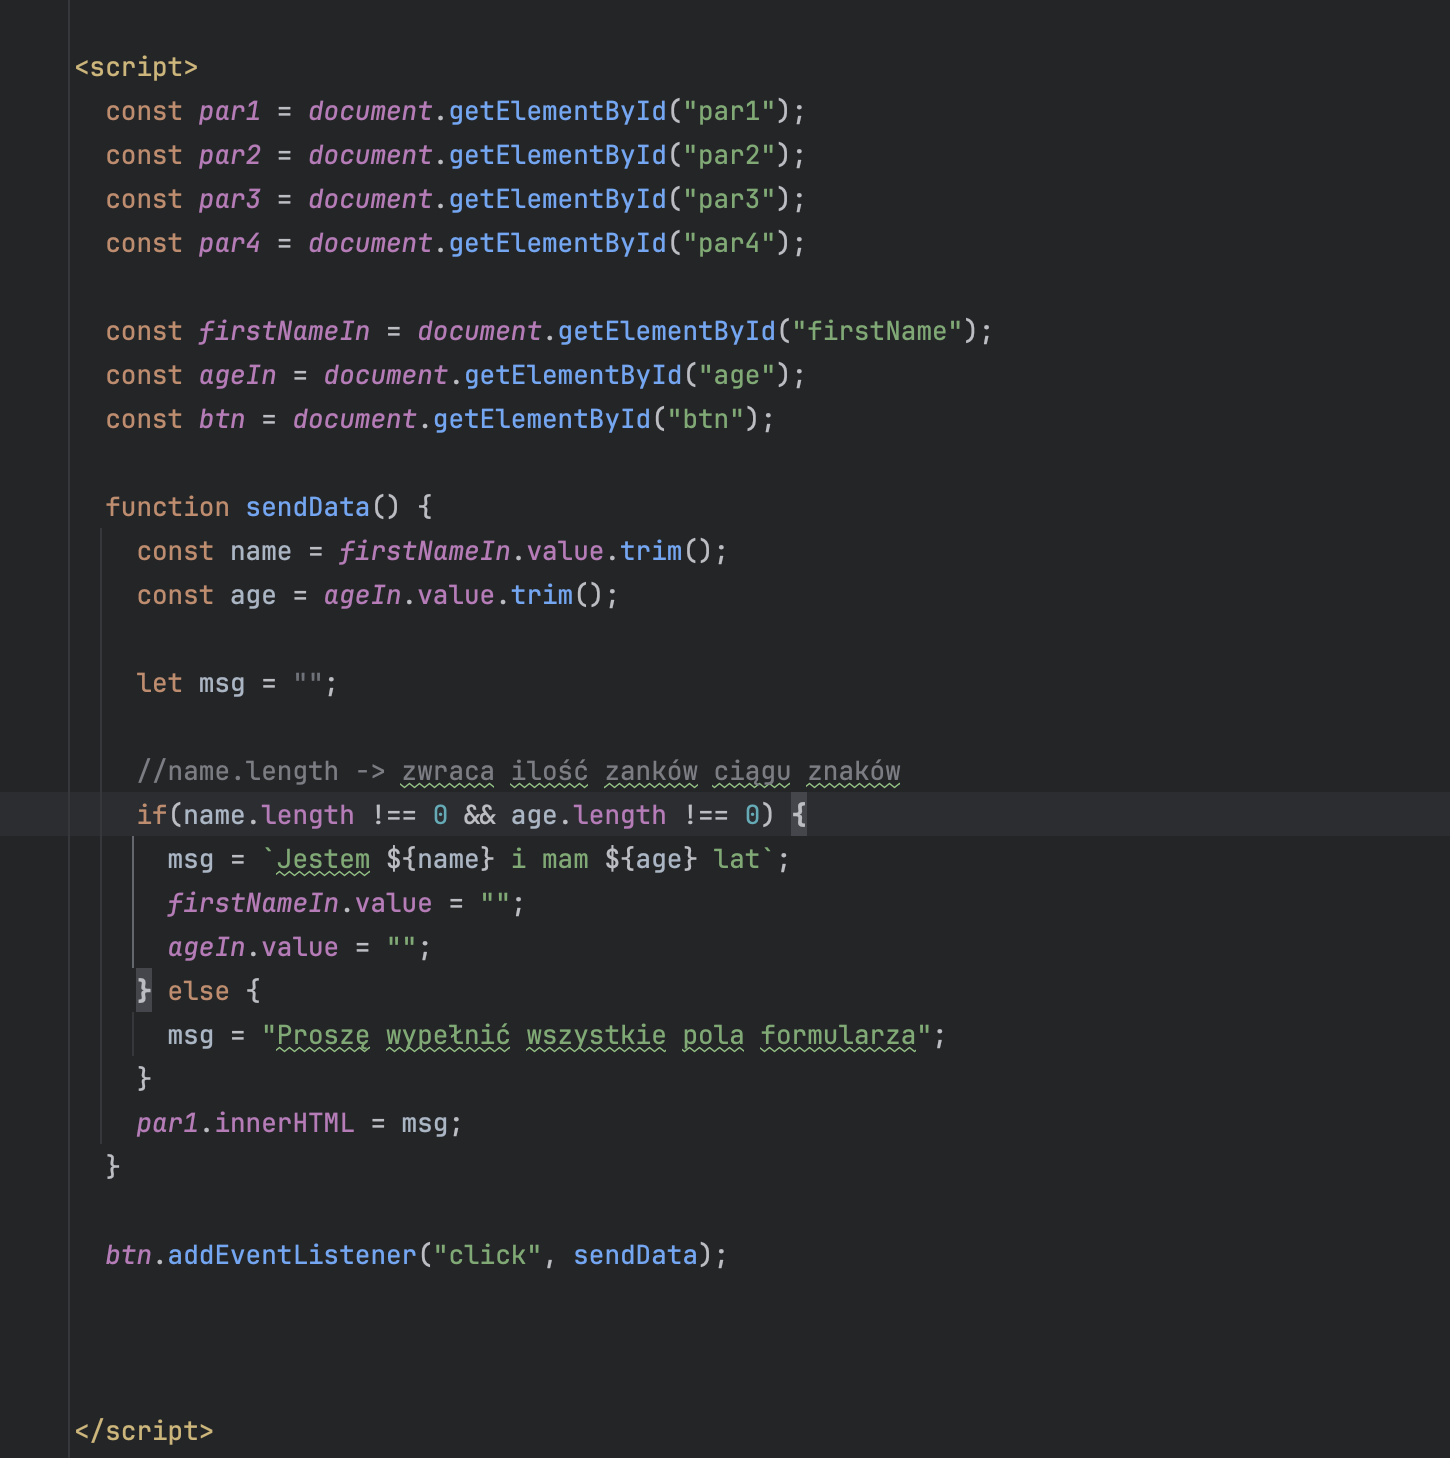 <script>
const par1 = document.getElementById("par1");
const par2 = document.getElementById("par2");
const par3 = document.getElementById("par3");
const par4 = document.getElementById("par4");
const firstNameIn = document.getElementById("firstName");
const ageIn = document.getElementById("age");
const btn = document.getElementById("btn");
function sendData() {
const name = firstNameIn.value.trim();
const age = ageIn.value.trim();
let msg = "";
//name.length -> zwraca ilość zanków ciągu znaków
if(name.length !== 0 && age.length !== 0) {
msg = `Jestem ${name} i mam ${age} lat`;
firstNameIn.value = "";
ageIn.value = "";
} else {
msg = "Proszę wypełnić wszystkie pola formularza";
}
par1.innerHTML = msg;
}
btn.addEventListener("click", sendData);
</script>